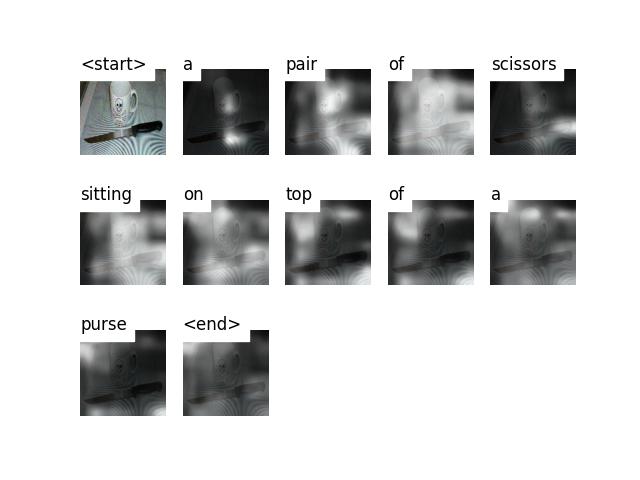 <start> a pair of scissors
sitting on top of a
purse <end>